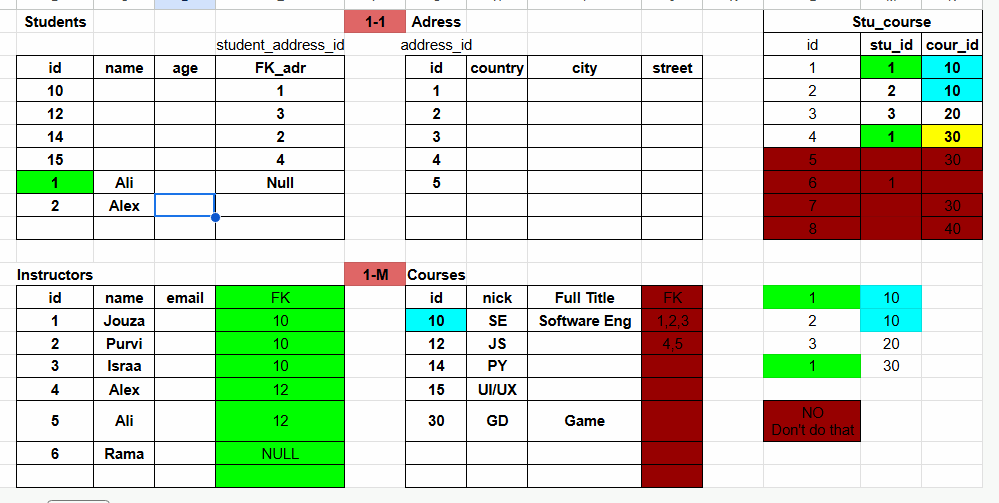 Students 1-1 Adress Stu_course
student_address_id address_id id stu_id cour_id
id name age FK_adr id country city street 1 1 10
10 1 1 2 2 10
12 3 2 3 3 20
14 2 3 4 1 30
15 4 4 5 30
1 Ali Null 5 6 1
2 Alex 7 30
8 40
Instructors 1-M Courses
id name email FK id nick Full Title FK 1 10
1 Jouza 10 10 SE Software Eng 1,2,3 2 10
2 Purvi 10 12 JS 4,5 3 20
3 Israa 10 14 PY 1 30
4 Alex 12 15 UI/UX
5 Ali 12 30 GD Game NO
Don't do that
6 Rama NULL